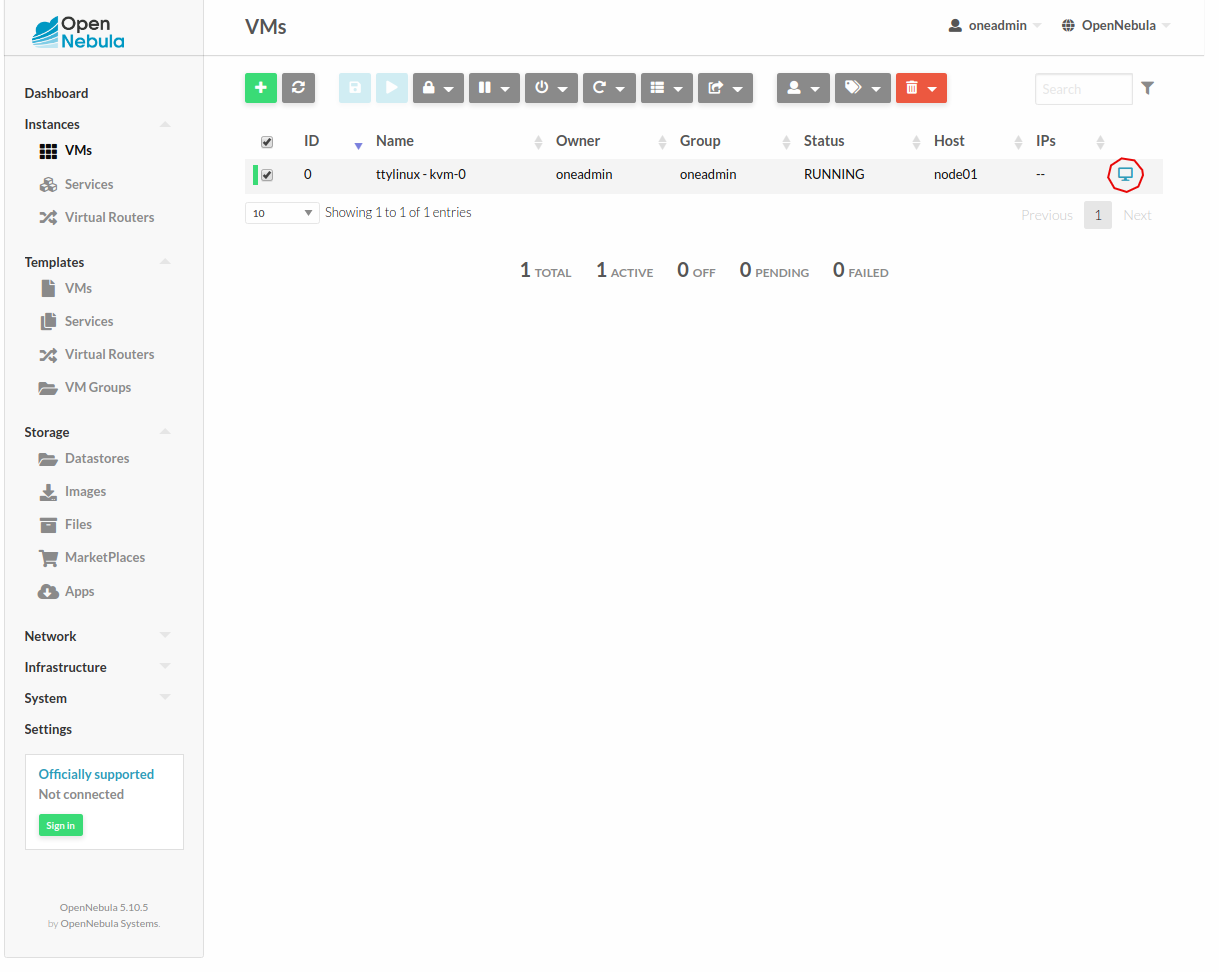 Open
Nebula
VMs
oneadmin
OpenNebula
Dashboard
Instances
VMs
Services
Virtual Routers
Templates
VMs
Services
Virtual Routers
VM Groups
Storage
Datastores
Images
Files
MarketPlaces
Apps
Network
Infrastructure
System
Settings
Officially supported
Not connected
Sign in
OpenNebula 5.10.5
by OpenNebula Systems.
Search
ID Name Owner Group Status Host IPs
0 ttylinux - kvm-0 oneadmin oneadmin RUNNING node01 --
10 Showing 1 to 1 of 1 entries
Previous 1 Next
1 TOTAL 1 ACTIVE 0 OFF 0 PENDING 0 FAILED